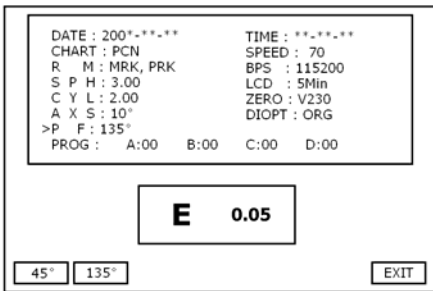 DATE : 200*-**-** TIME : **-**-**
CHART : PCN SPEED : 70
R M : MRK, PRK BPS : 115200
S P H : 3.00 LCD : 5Min
C Y L : 2.00 ZERO : V230
A X S : 10° DIOPT : ORG
>P F : 135°
PROG : A:00 B:00 C:00 D:00
E 0.05
45° 135° EXIT